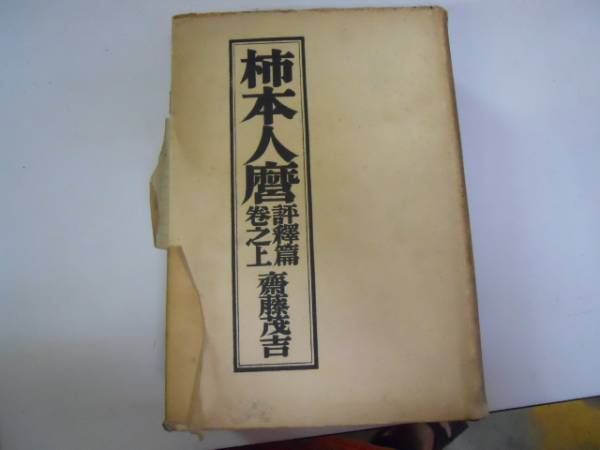 柿本人麿
評釋篇
卷之上
齋藤茂吉